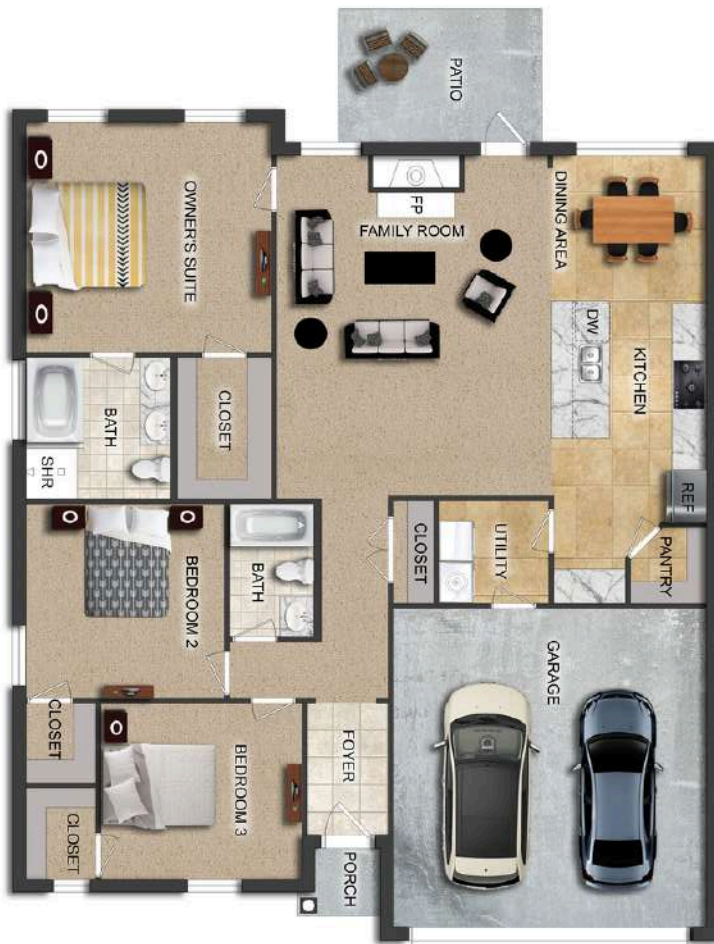 PATIO
OWNER'S SUITE
FP
FAMILY ROOM
DINING AREA
DW
KITCHEN
BATH
CLOSET
SHR
REF
BEDROOM 2
BATH
CLOSET
UTILITY
PANTRY
GARAGE
CLOSET
BEDROOM 3
FOYER
CLOSET
PORCH